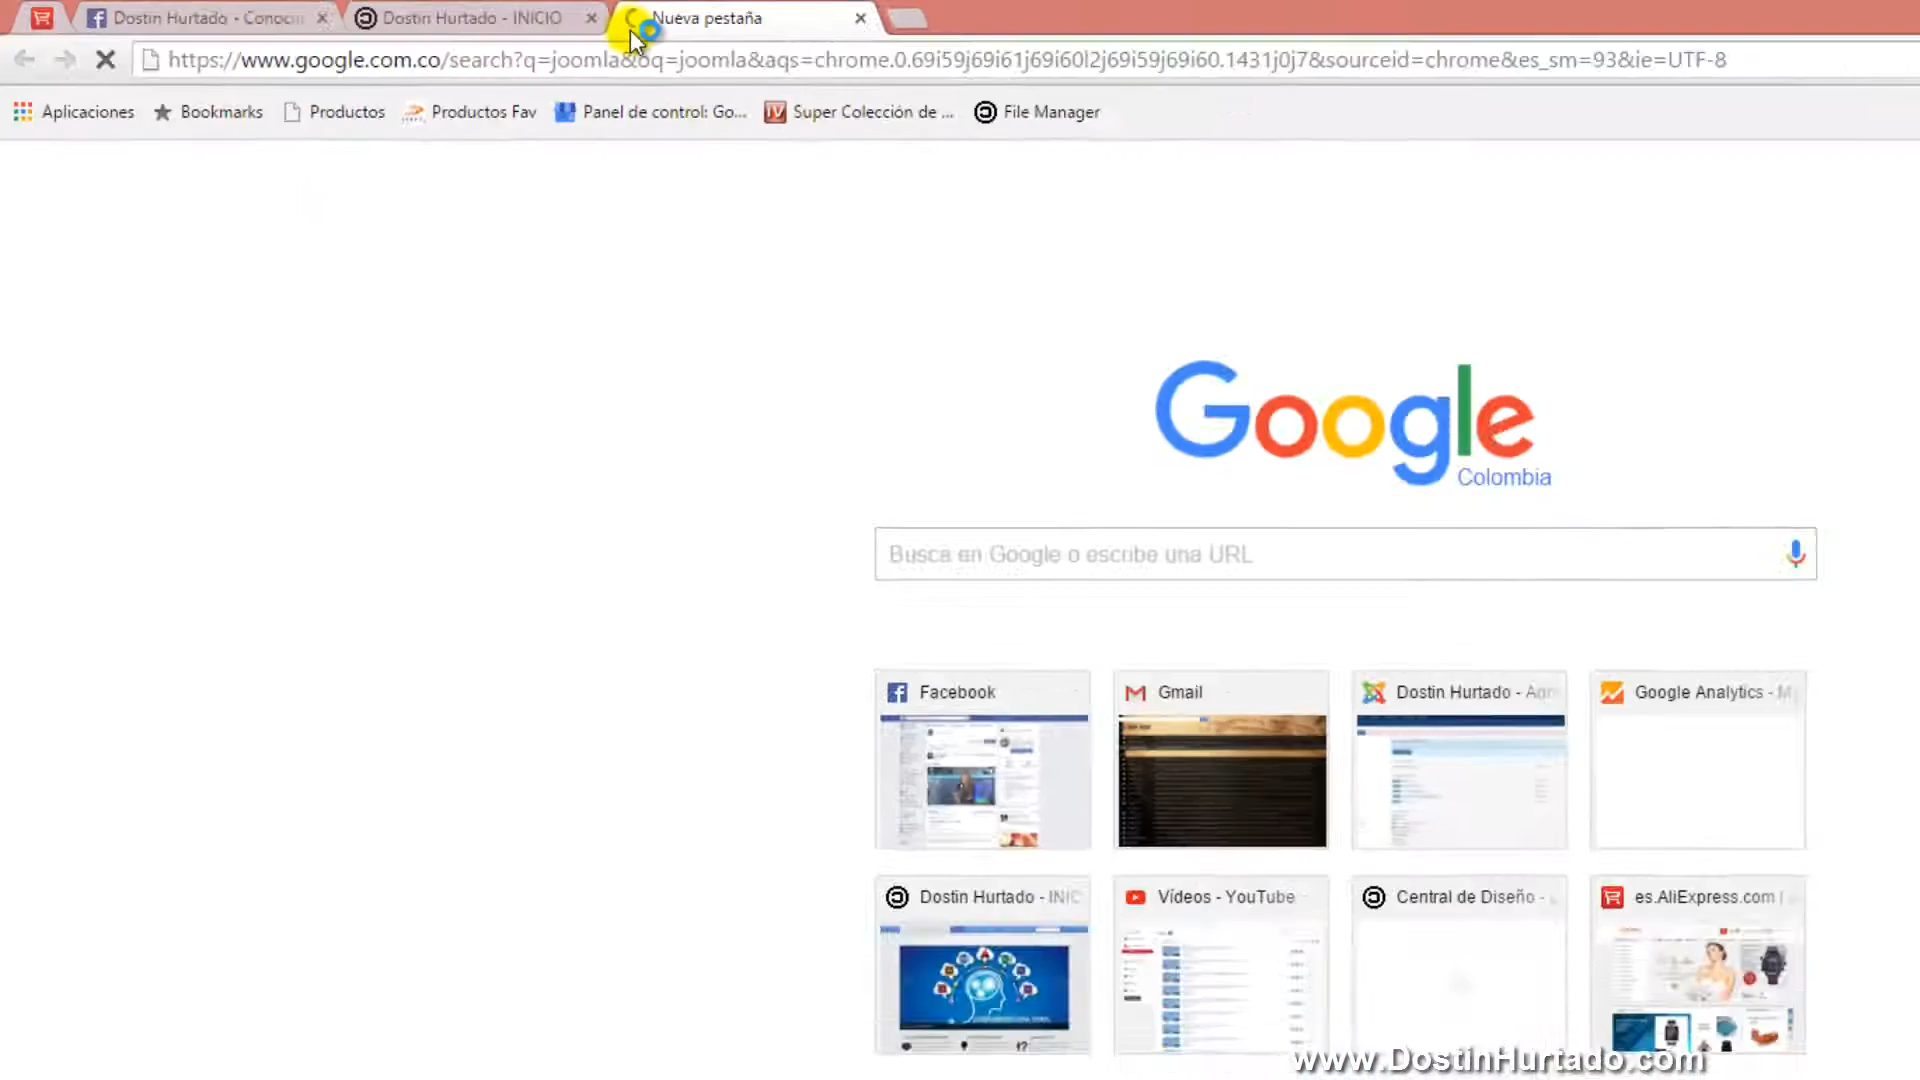 Dostin Hurtado - Conoci
Dostin Hurtado - INICIO
Nueva pestaña
https://www.google.com.co/search?q=joomla&oq=joomla&aqs=chrome.0.69i59j69i61j69i60l2j69i59j69i60.1431j0j7&sourceid=chrome&es_sm=93&ie=UTF-8
Aplicaciones
Bookmarks
Productos
Productos Fav
Panel de control: Go...
Super Colección de ...
File Manager
Google
Colombia
Busca en Google o escribe una URL
Facebook
Gmail
Dostin Hurtado - Adm
Google Analytics - M
Dostin Hurtado - INIC
Vídeos - YouTube
Central de Diseño -
es.AliExpress.com |
www.DostinHurtado.com